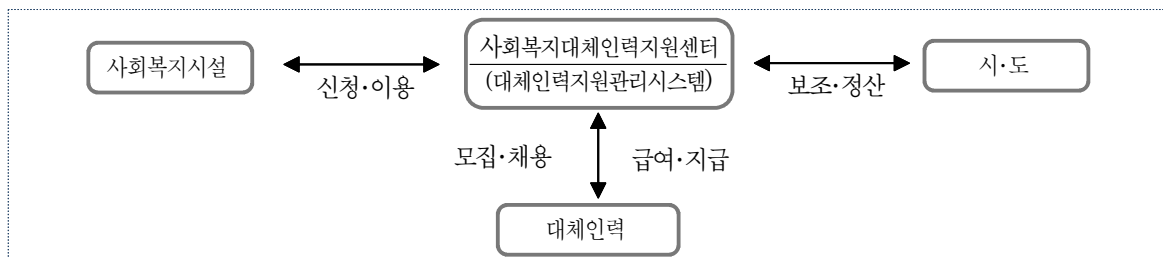 사회복지시설
신청·이용
사회복지대체인력지원센터
(대체인력지원관리시스템)
보조·정산
시·도
모집·채용
급여·지급
대체인력